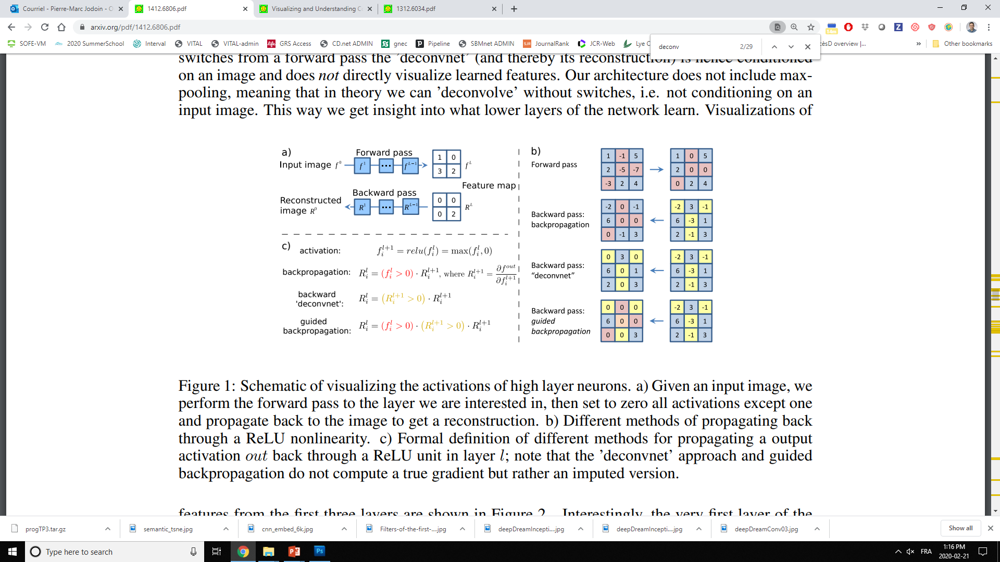 Courriel - Pierre-Marc Jodoin - O
1412.6806.pdf
Visualizing and Understanding C
1312.6034.pdf
arxiv.org/pdf/1412.6806.pdf
14m
SOFE-VM
2020 SummerSchool
Interval
VITAL
VITAL-admin
GRS Access
CD.net ADMIN
gnec
Pipeline
SBMnet ADMIN
JournalRank
JCR-Web
Lye C
cèsD overview |...
Other bookmarks
deconv
2/29
switches from a forward pass the ’deconvnet’ (and thereby its reconstruction) is hence conditioned
on an image and does not directly visualize learned features. Our architecture does not include max-
pooling, meaning that in theory we can ’deconvolve’ without switches, i.e. not conditioning on an
input image. This way we get insight into what lower layers of the network learn. Visualizations of
a)
Forward pass
Input image f⁰
f¹ ... f^{L-1}
1 0
3 2
f^L
Feature map
Backward pass
Reconstructed
image R⁰
R¹ ... R^{L-1}
0 0
0 2
R^L
c)
activation: f_i^{l+1} = relu(f_i^l) = max(f_i^l, 0)
backpropagation: R_i^l = (f_i^l > 0) · R_i^{l+1}, where R_i^{l+1} = ∂f^{out} / ∂f_i^{l+1}
backward
'deconvnet': R_i^l = (R_i^{l+1} > 0) · R_i^{l+1}
guided
backpropagation: R_i^l = (f_i^l > 0) · (R_i^{l+1} > 0) · R_i^{l+1}
b)
Forward pass
1 -1 5
2 -5 -7
-3 2 4
1 0 5
2 0 0
0 2 4
Backward pass:
backpropagation
-2 0 -1
6 0 0
0 -1 3
-2 3 -1
6 -3 1
2 -1 3
Backward pass:
“deconvnet”
0 3 0
6 0 1
2 0 3
-2 3 -1
6 -3 1
2 -1 3
Backward pass:
guided
backpropagation
0 0 0
6 0 0
0 0 3
-2 3 -1
6 -3 1
2 -1 3
Figure 1: Schematic of visualizing the activations of high layer neurons. a) Given an input image, we
perform the forward pass to the layer we are interested in, then set to zero all activations except one
and propagate back to the image to get a reconstruction. b) Different methods of propagating back
through a ReLU nonlinearity. c) Formal definition of different methods for propagating a output
activation out back through a ReLU unit in layer l; note that the ’deconvnet’ approach and guided
backpropagation do not compute a true gradient but rather an imputed version.
features from the first three layers are shown in Figure 2. Interestingly, the very first layer of the
progTP3.tar.gz
semantic_tsne.jpg
cnn_embed_6k.jpg
Filters-of-the-first-....jpg
deepDreamIncepti....jpg
deepDreamIncepti....jpg
deepDreamConv03.jpg
Show all
Type here to search
Ps
FRA
1:16 PM
2020-02-21